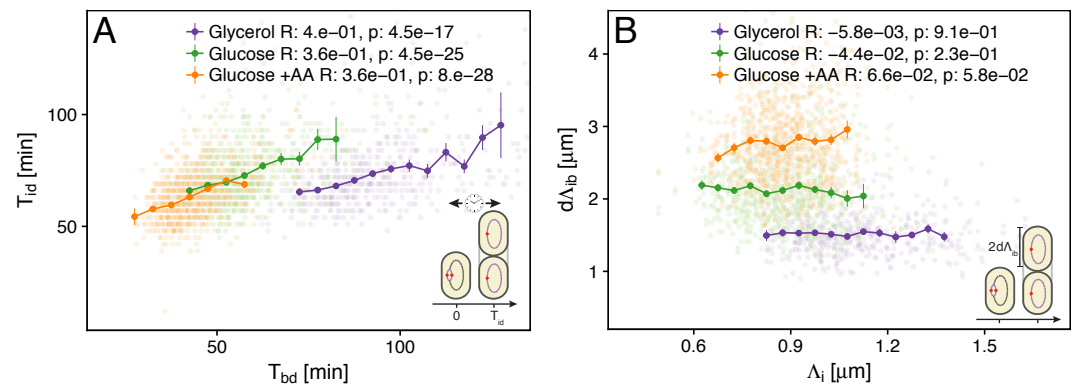 A
Glycerol R: 4.e−01, p: 4.5e−17
Glucose R: 3.6e−01, p: 4.5e−25
Glucose +AA R: 3.6e−01, p: 8.e−28
T_id [min]
100
50
50
100
T_bd [min]
0
T_id
B
Glycerol R: −5.8e−03, p: 9.1e−01
Glucose R: −4.4e−02, p: 2.3e−01
Glucose +AA R: 6.6e−02, p: 5.8e−02
dΛ_ib [μm]
4
3
2
1
2dΛ_ib
0.6
0.9
1.2
1.5
Λ_i [μm]